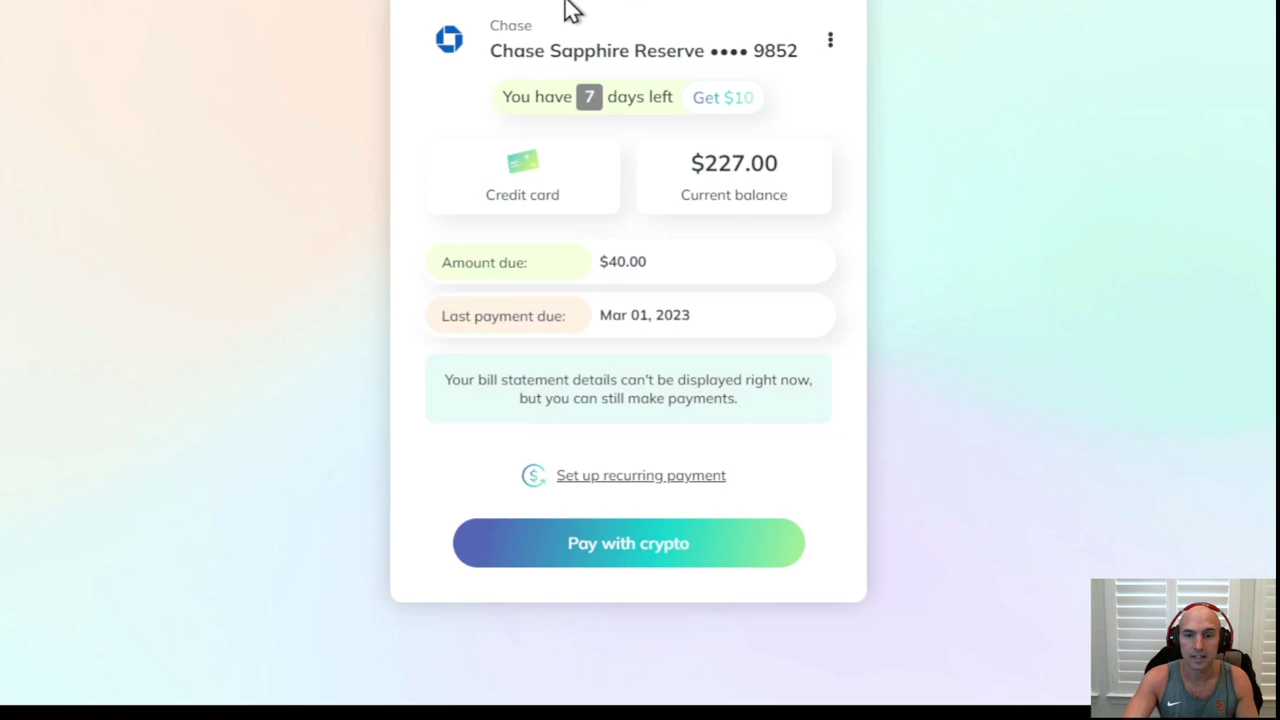 Chase
Chase Sapphire Reserve •••• 9852
You have 7 days left Get $10
Credit card
$227.00
Current balance
Amount due: $40.00
Last payment due: Mar 01, 2023
Your bill statement details can't be displayed right now,
but you can still make payments.
Set up recurring payment
Pay with crypto